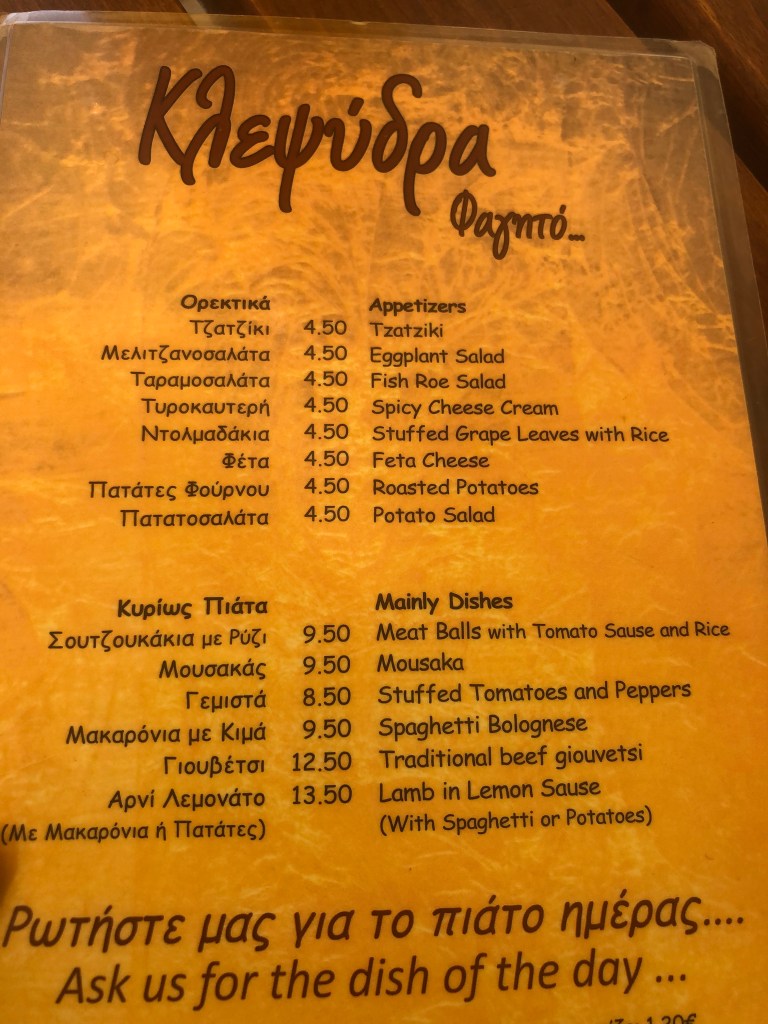 Κλεψύδρα
Φαγητό...
Ορεκτικά Appetizers
Τζατζίκι 4.50 Tzatziki
Μελιτζανοσαλάτα 4.50 Eggplant Salad
Ταραμοσαλάτα 4.50 Fish Roe Salad
Τυροκαυτερή 4.50 Spicy Cheese Cream
Ντολμαδάκια 4.50 Stuffed Grape Leaves with Rice
Φέτα 4.50 Feta Cheese
Πατάτες Φούρνου 4.50 Roasted Potatoes
Πατατοσαλάτα 4.50 Potato Salad
Κυρίως Πιάτα Mainly Dishes
Σουτζουκάκια με Ρύζι 9.50 Meat Balls with Tomato Sause and Rice
Μουσακάς 9.50 Mousaka
Γεμιστά 8.50 Stuffed Tomatoes and Peppers
Μακαρόνια με Κιμά 9.50 Spaghetti Bolognese
Γιουβέτσι 12.50 Traditional beef giouvetsi
Αρνί Λεμονάτο 13.50 Lamb in Lemon Sause
(Με Μακαρόνια ή Πατάτες) (With Spaghetti or Potatoes)
Ρωτήστε μας για το πιάτο ημέρας....
Ask us for the dish of the day ...
1.20€